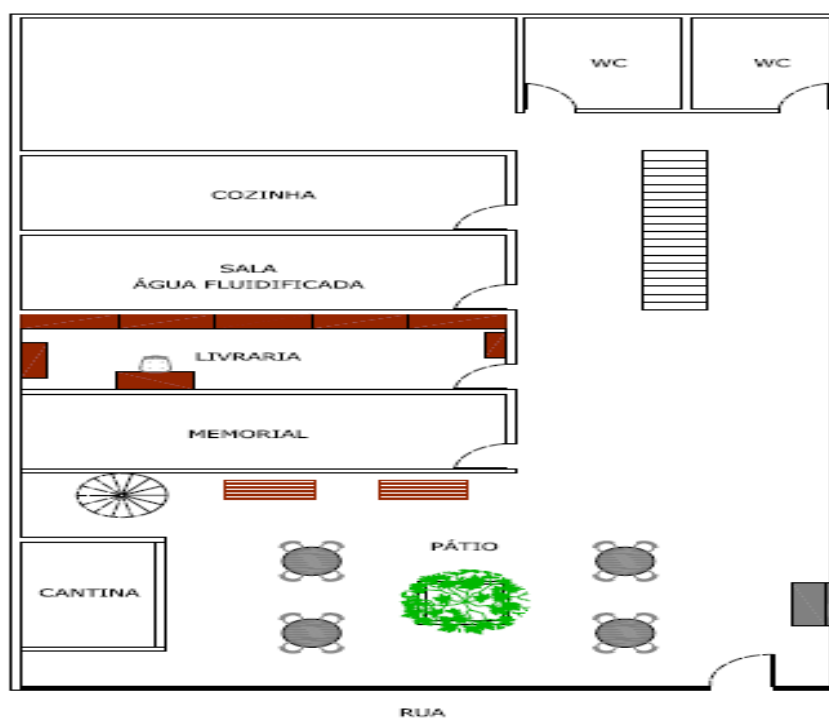 WC
WC
COZINHA
SALA
ÁGUA FLUIDIFICADA
LIVRARIA
MEMORIAL
PÁTIO
CANTINA
RUA